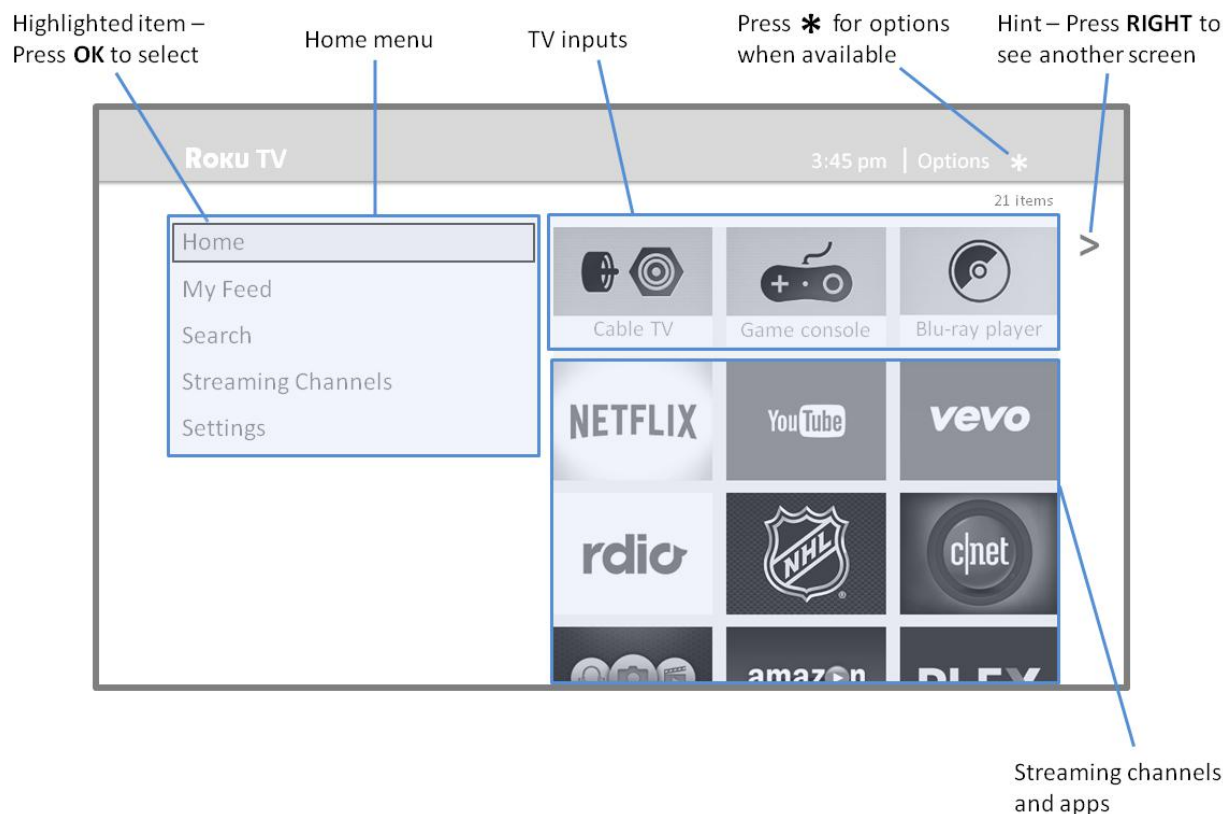 Highlighted item –
Press OK to select
Home menu
TV inputs
Press * for options
when available
Hint – Press RIGHT to
see another screen
ROKU TV
3:45 pm | Options *
21 items
Home
My Feed
Search
Streaming Channels
Settings
>
Cable TV
Game console
Blu-ray player
NETFLIX
YouTube
vevo
rdio
NHL
c|net
amazon
PLEX
Streaming channels
and apps